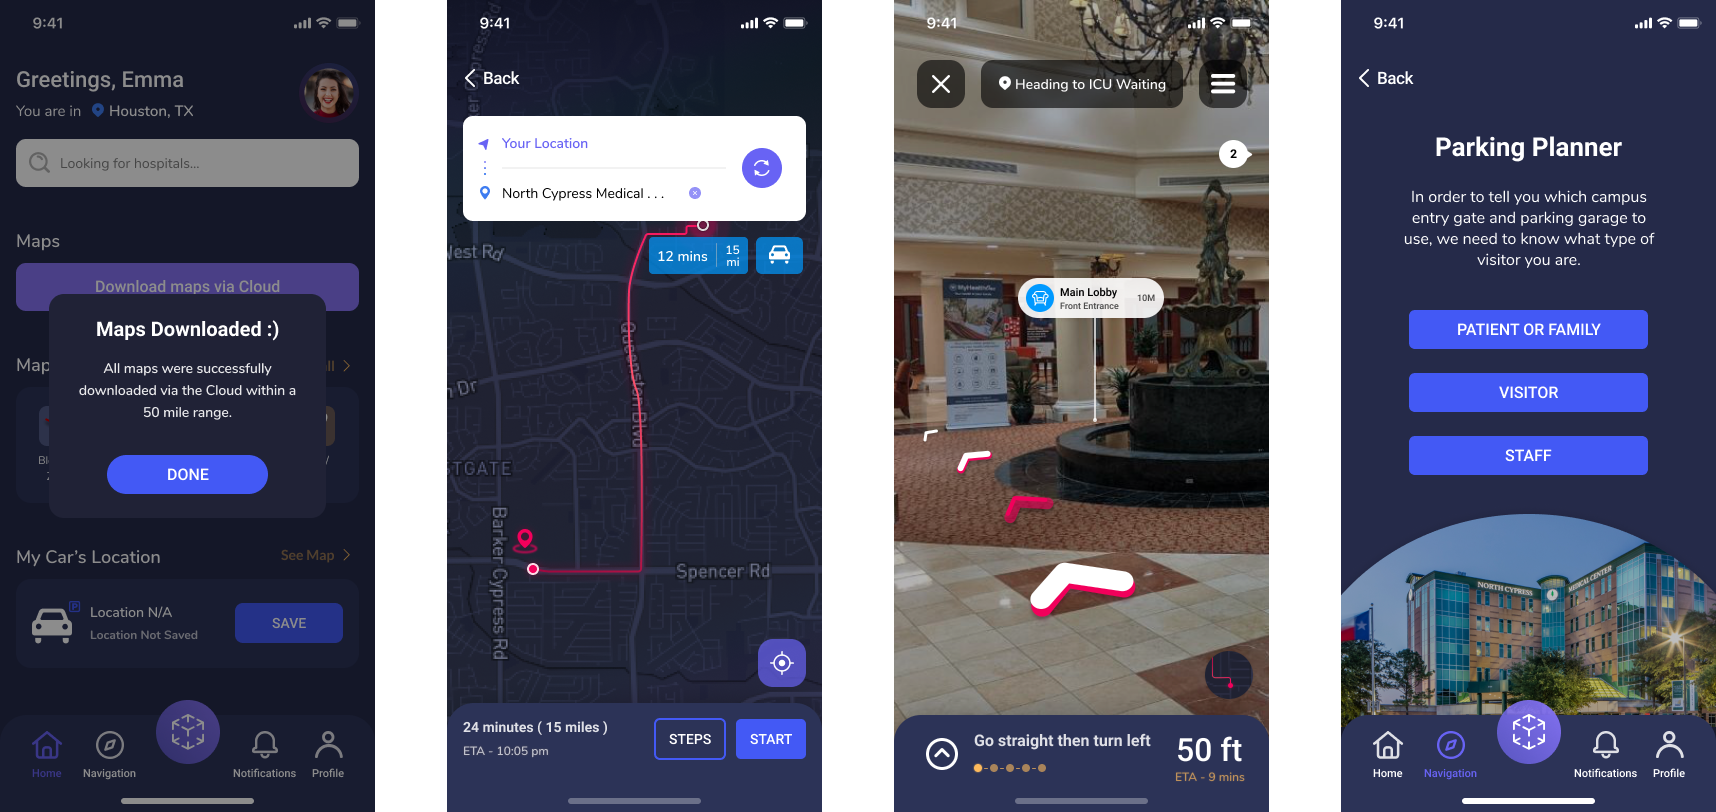 9:41
Greetings, Emma
You are in Houston, TX
Looking for hospitals...
Maps
Download maps via Cloud
Maps Downloaded :)
All maps were successfully
downloaded via the Cloud within a
50 mile range.
DONE
My Car's Location
See Map
P
Location N/A
Location Not Saved
SAVE
Home
Navigation
Notifications
Profile
9:41
Back
Your Location
North Cypress Medical . . .
12 mins
15
mi
West Rd
Queenston Blvd
Barker Cypress Rd
Spencer Rd
24 minutes ( 15 miles )
ETA - 10:05 pm
STEPS
START
9:41
Heading to ICU Waiting
2
Main Lobby
Front Entrance
10M
Go straight then turn left
50 ft
ETA - 9 mins
9:41
Back
Parking Planner
In order to tell you which campus
entry gate and parking garage to
use, we need to know what type of
visitor you are.
PATIENT OR FAMILY
VISITOR
STAFF
NORTH CYPRESS
MEDICAL CENTER
Home
Navigation
Notifications
Profile